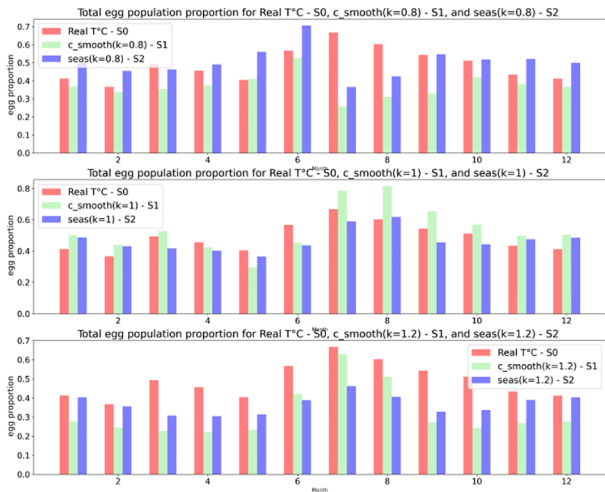 Total egg population proportion for Real T°C - S0, c_smooth(k=0.8) - S1, and seas(k=0.8) - S2
egg proportion
0.7
0.6
0.5
0.4
0.3
0.2
0.1
0.0
Real T°C - S0
c_smooth(k=0.8) - S1
seas(k=0.8) - S2
2 4 6 8 10 12
Month
Total egg population proportion for Real T°C - S0, c_smooth(k=1) - S1, and seas(k=1) - S2
egg proportion
0.8
0.6
0.4
0.2
0.0
Real T°C - S0
c_smooth(k=1) - S1
seas(k=1) - S2
2 4 6 8 10 12
Month
Total egg population proportion for Real T°C - S0, c_smooth(k=1.2) - S1, and seas(k=1.2) - S2
egg proportion
0.7
0.6
0.5
0.4
0.3
0.2
0.1
0.0
Real T°C - S0
c_smooth(k=1.2) - S1
seas(k=1.2) - S2
2 4 6 8 10 12
Month